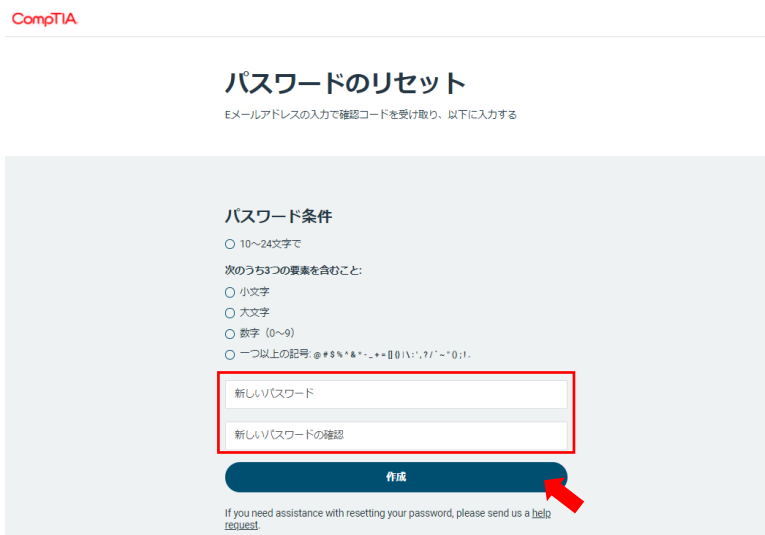 CompTIA
パスワードのリセット
Eメールアドレスの入力で確認コードを受け取り、以下に入力する
パスワード条件
10～24文字で
次のうち3つの要素を含むこと:
小文字
大文字
数字（0～9）
一つ以上の記号: @ # $ % ^ & * - _ + = [] {} | \ : ' , ? / ` ~ " () ; ! .
新しいパスワード
新しいパスワードの確認
作成
If you need assistance with resetting your password, please send us a help
request.